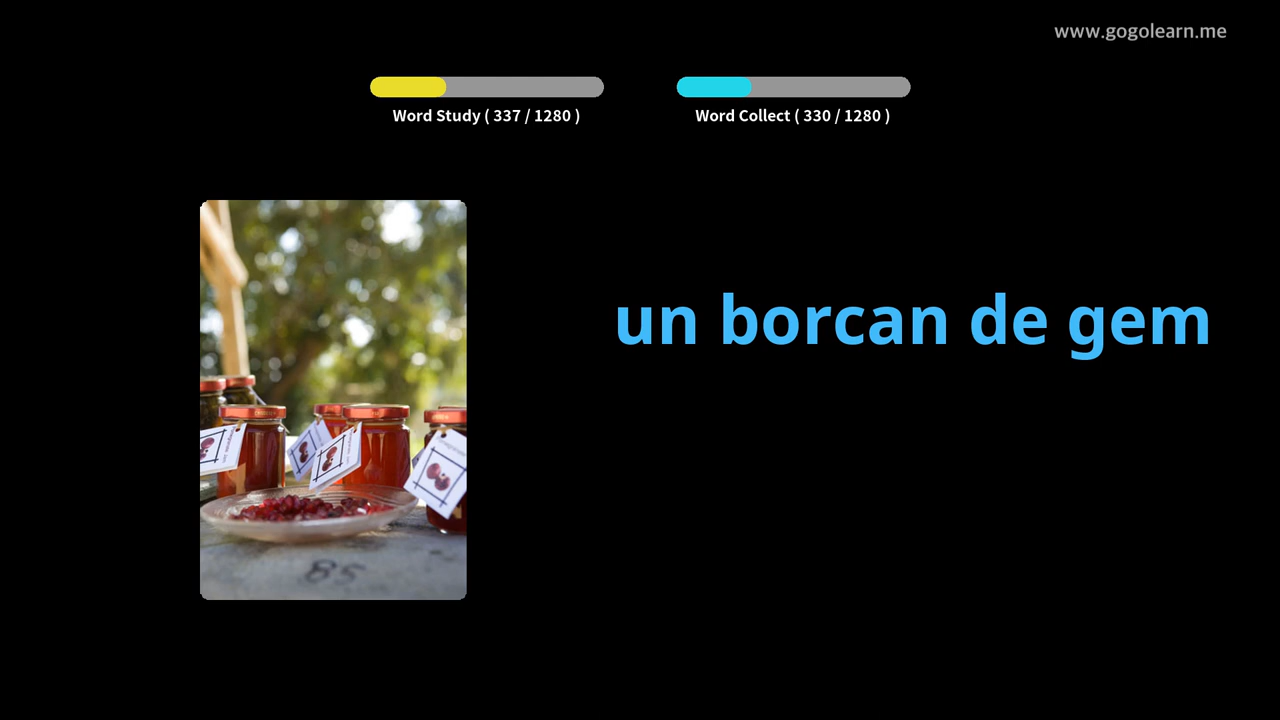 www.gogolearn.me
Word Study ( 337 / 1280 )
Word Collect ( 330 / 1280 )
un borcan de gem
85